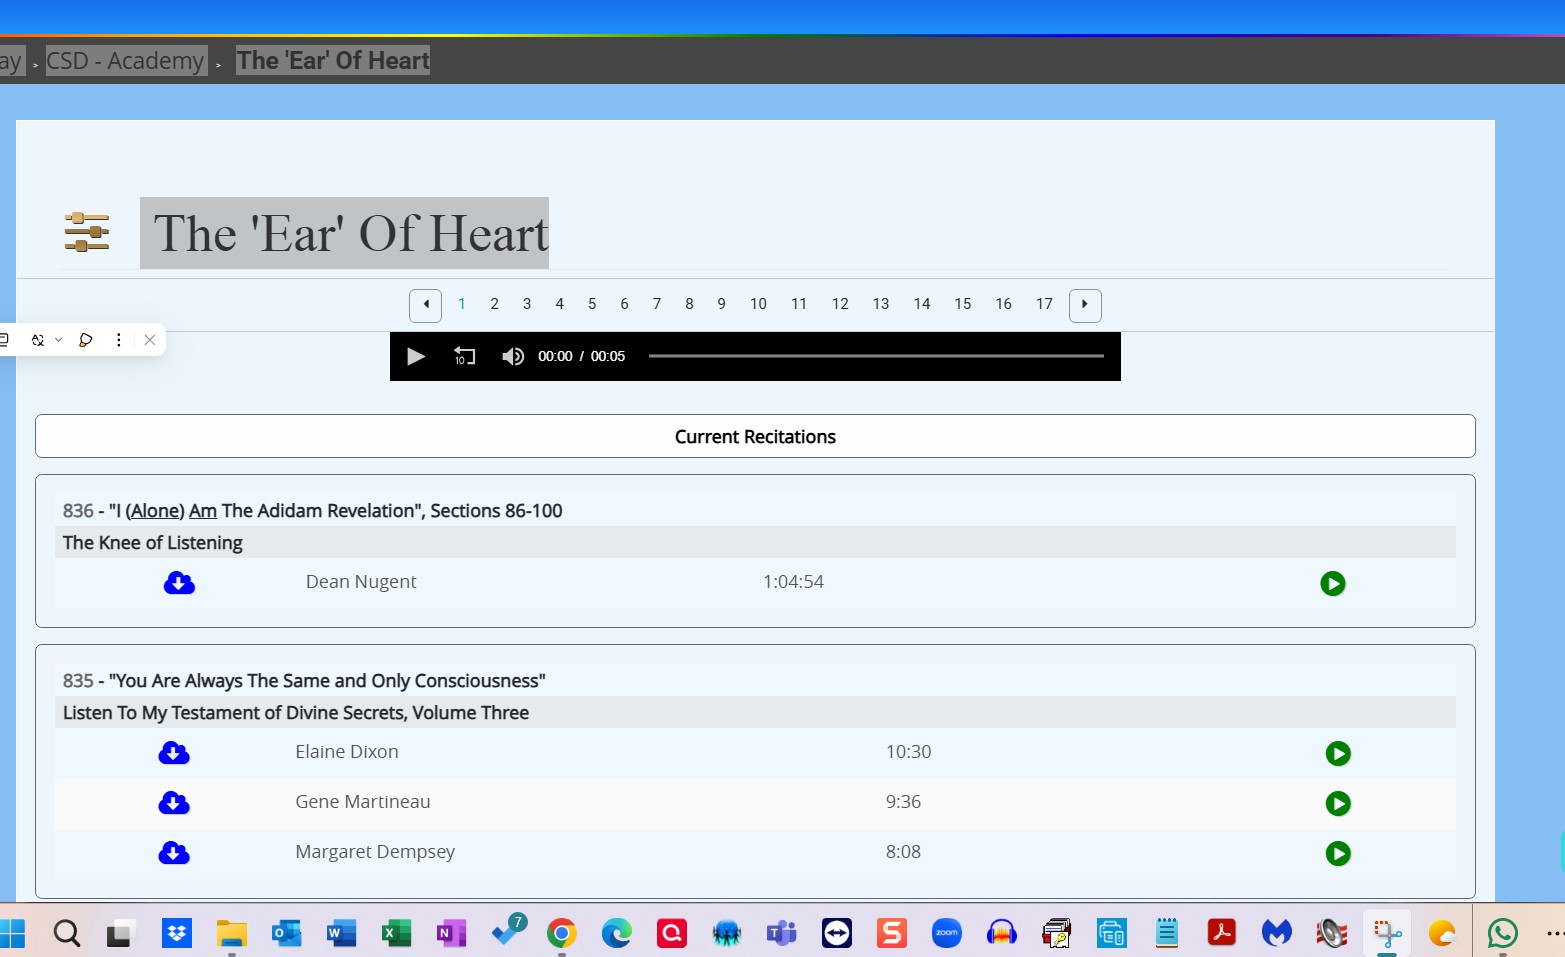 ay > CSD - Academy > The 'Ear' Of Heart
The 'Ear' Of Heart
1 2 3 4 5 6 7 8 9 10 11 12 13 14 15 16 17
10 00:00 / 00:05
Current Recitations
836 - "I (Alone) Am The Adidam Revelation", Sections 86-100
The Knee of Listening
Dean Nugent 1:04:54
835 - "You Are Always The Same and Only Consciousness"
Listen To My Testament of Divine Secrets, Volume Three
Elaine Dixon 10:30
Gene Martineau 9:36
Margaret Dempsey 8:08
7
zoom